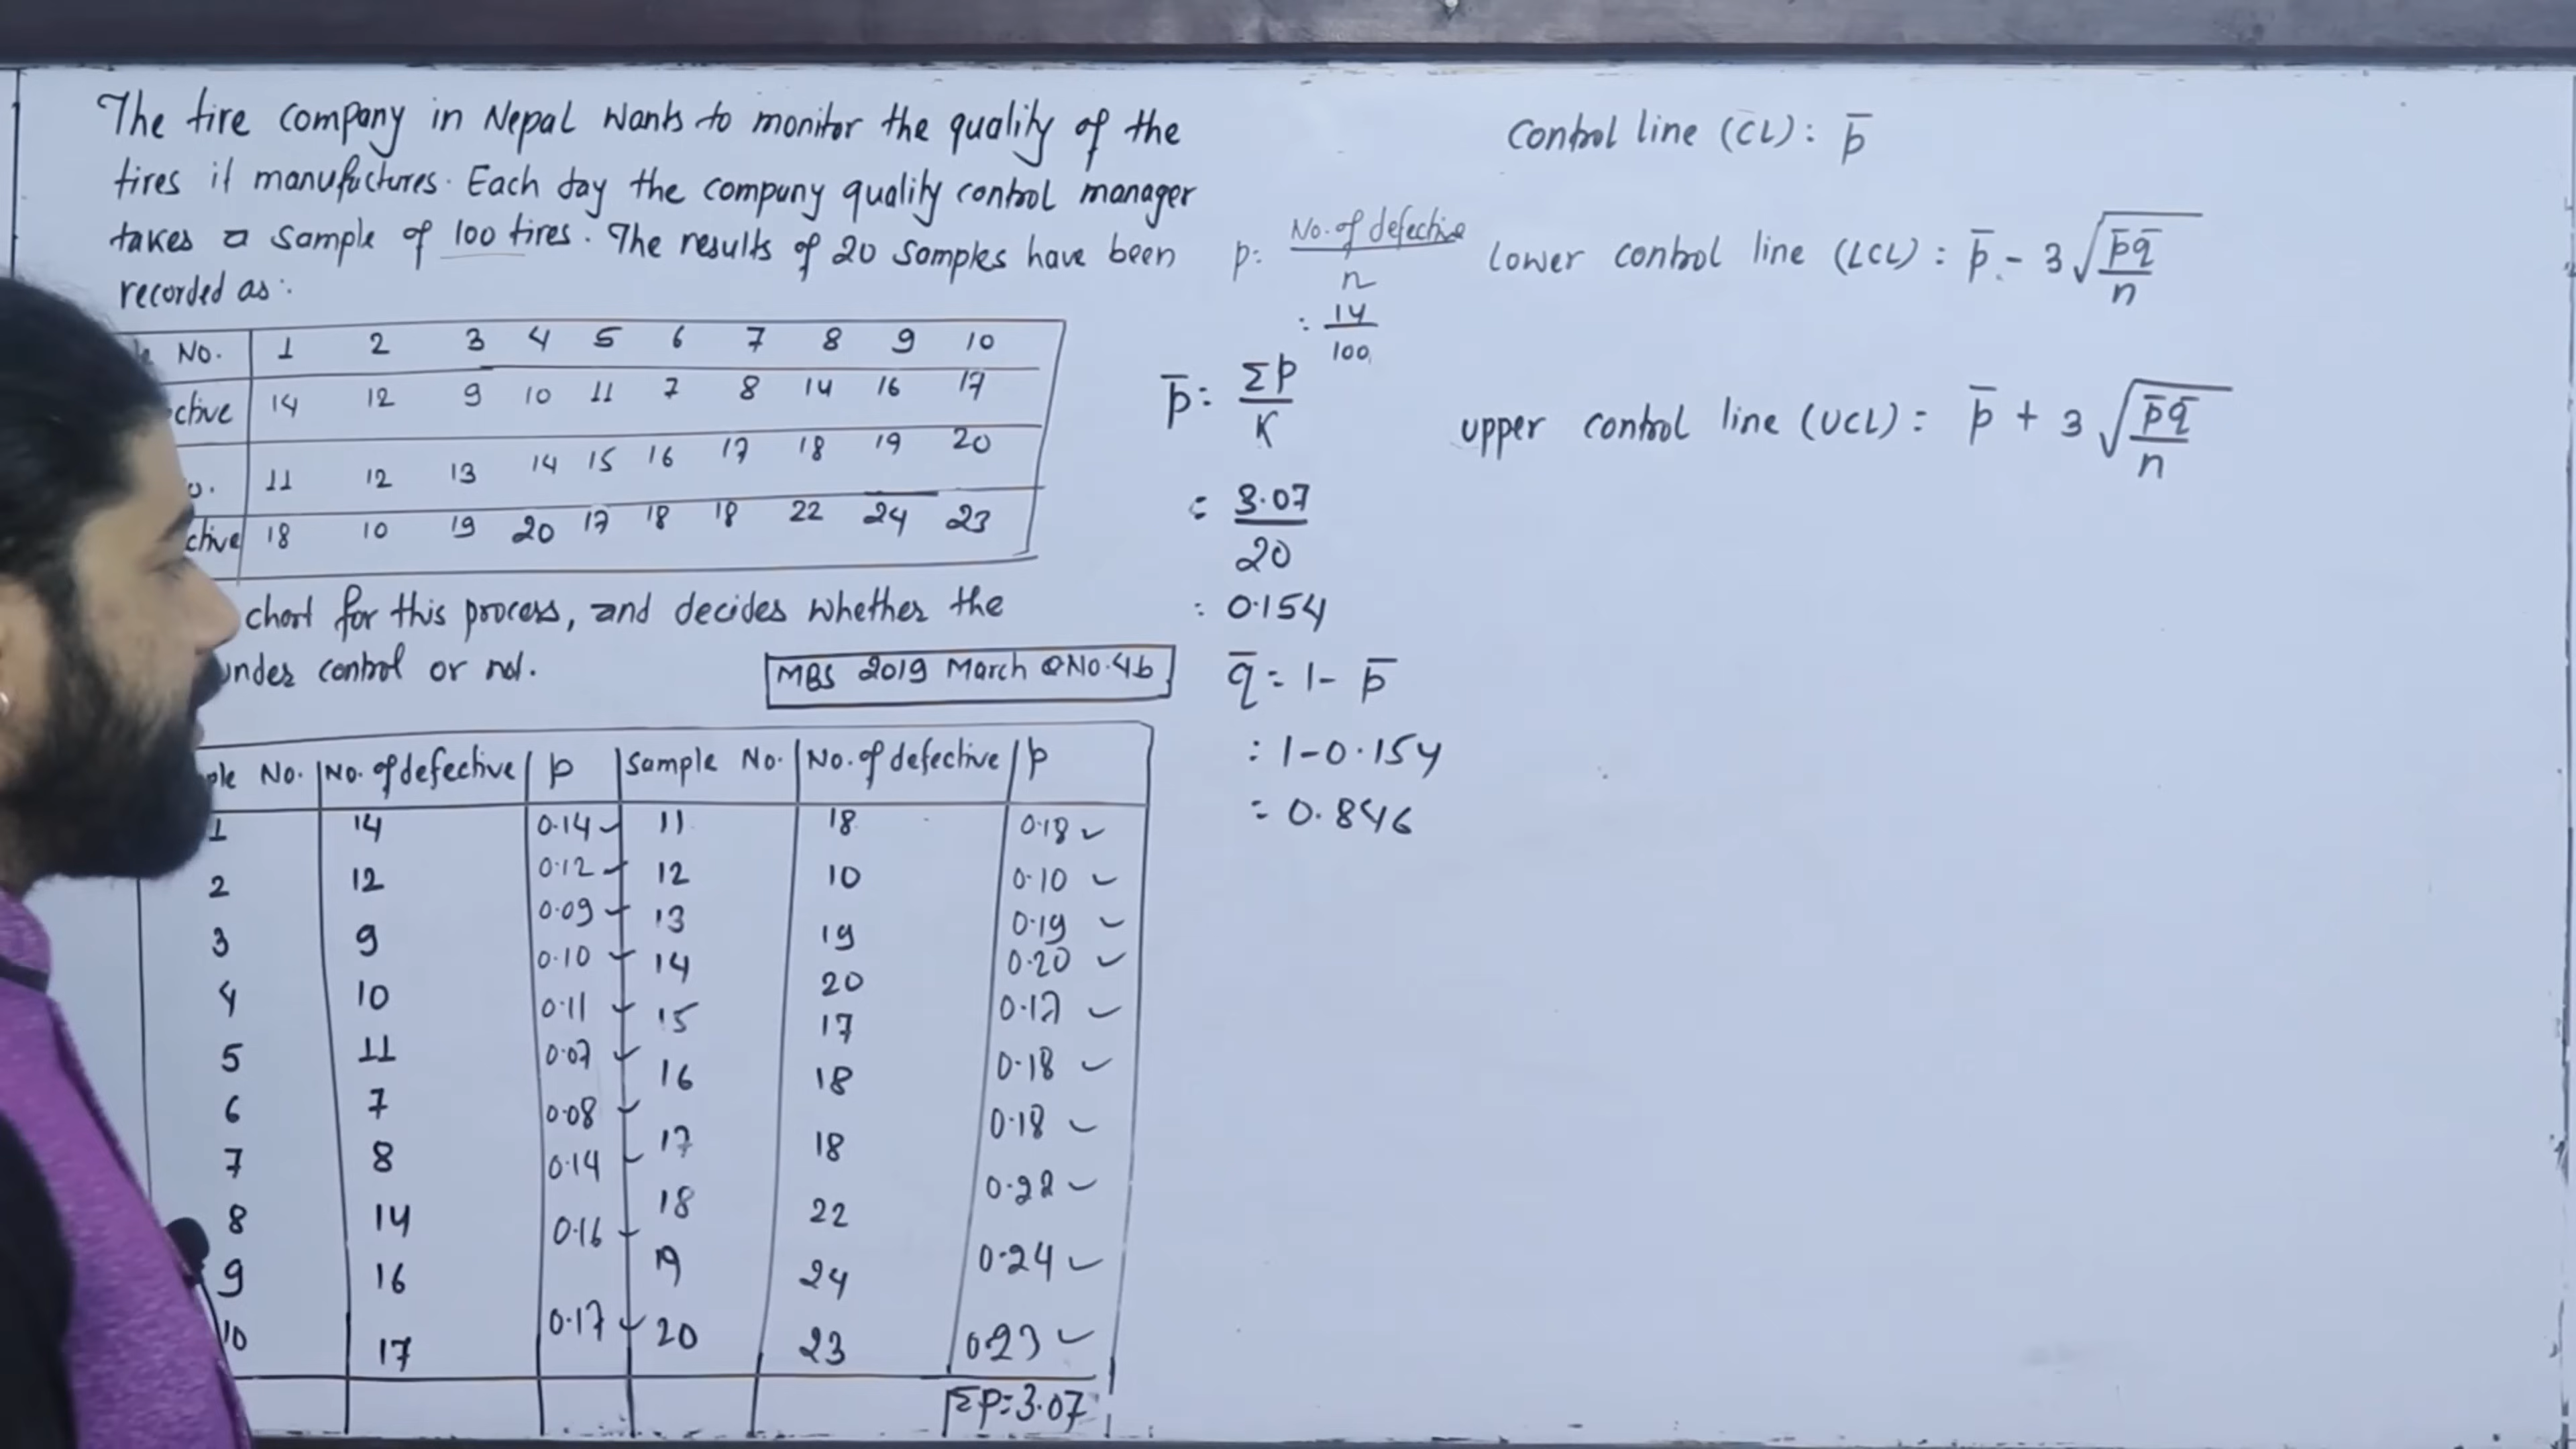 The tire company in Nepal wants to monitor the quality of the
tires it manufactures. Each day the company quality control manager
takes a sample of 100 tires. The results of 20 samples have been
recorded as:
No. 1 2 3 4 5 6 7 8 9 10
ctive 14 12 9 10 11 7 8 14 16 17
o. 11 12 13 14 15 16 17 18 19 20
ctive 18 10 19 20 17 18 18 22 24 23
chart for this process, and decides whether the
under control or not.
MBS 2019 March QNo.4b
ple No. No. of defective p Sample No. No. of defective p
1 14 0.14 ✓ 11 18 0.18 ✓
2 12 0.12 ✓ 12 10 0.10 ✓
3 9 0.09 ✓ 13 19 0.19 ✓
4 10 0.10 ✓ 14 20 0.20 ✓
5 11 0.11 ✓ 15 17 0.17 ✓
6 7 0.07 ✓ 16 18 0.18 ✓
7 8 0.08 ✓ 17 18 0.18 ✓
8 14 0.14 ✓ 18 22 0.22 ✓
9 16 0.16 ✓ 19 24 0.24 ✓
10 17 0.17 ✓ 20 23 0.23 ✓
Σp=3.07
p: No. of defective / n
: 14/100
p̄ = Σp / K
= 3.07 / 20
: 0.154
q̄ = 1 - p̄
: 1-0.154
= 0.846
Control line (CL): p̄
Lower control line (LCL): p̄ - 3 √(p̄q̄ / n)
Upper control line (UCL) = p̄ + 3 √(p̄q̄ / n)